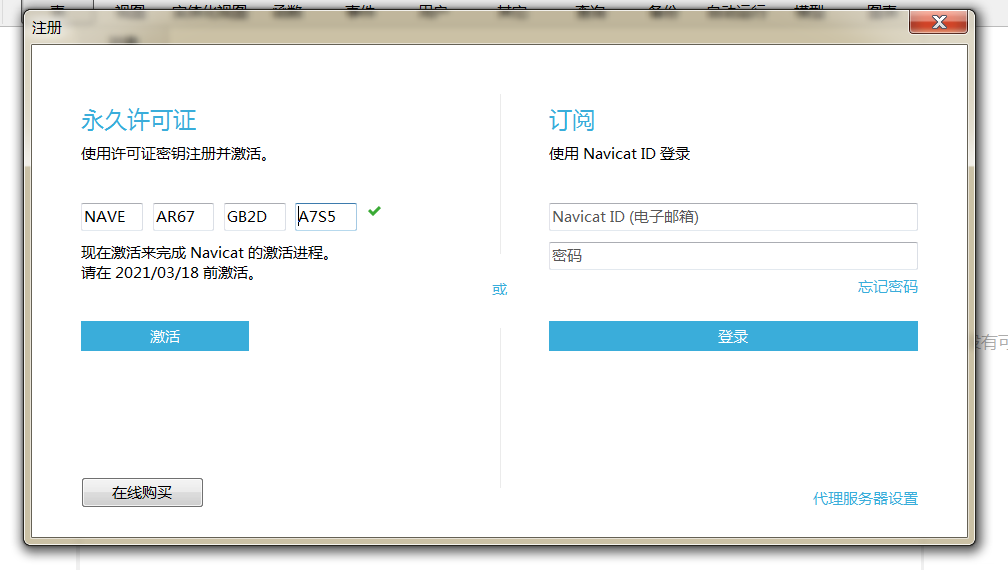 注册
永久许可证
使用许可证密钥注册并激活。
NAVE AR67 GB2D A7S5
现在激活来完成 Navicat 的激活进程。
请在 2021/03/18 前激活。
激活
在线购买
或
订阅
使用 Navicat ID 登录
Navicat ID (电子邮箱)
密码
忘记密码
登录
代理服务器设置